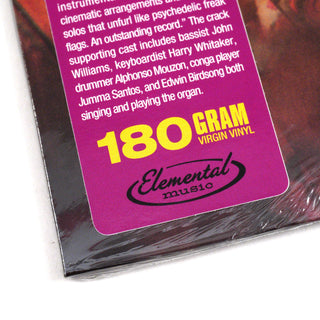 instrument
cinematic arrangements an
solos that unfurl like psychedelic freak
flags. An outstanding record." The crack
supporting cast includes bassist John
Williams, keyboardist Harry Whitaker,
drummer Alphonso Mouzon, conga player
Jumma Santos, and Edwin Birdsong both
singing and playing the organ.
180 GRAM
VIRGIN VINYL
Elemental
music